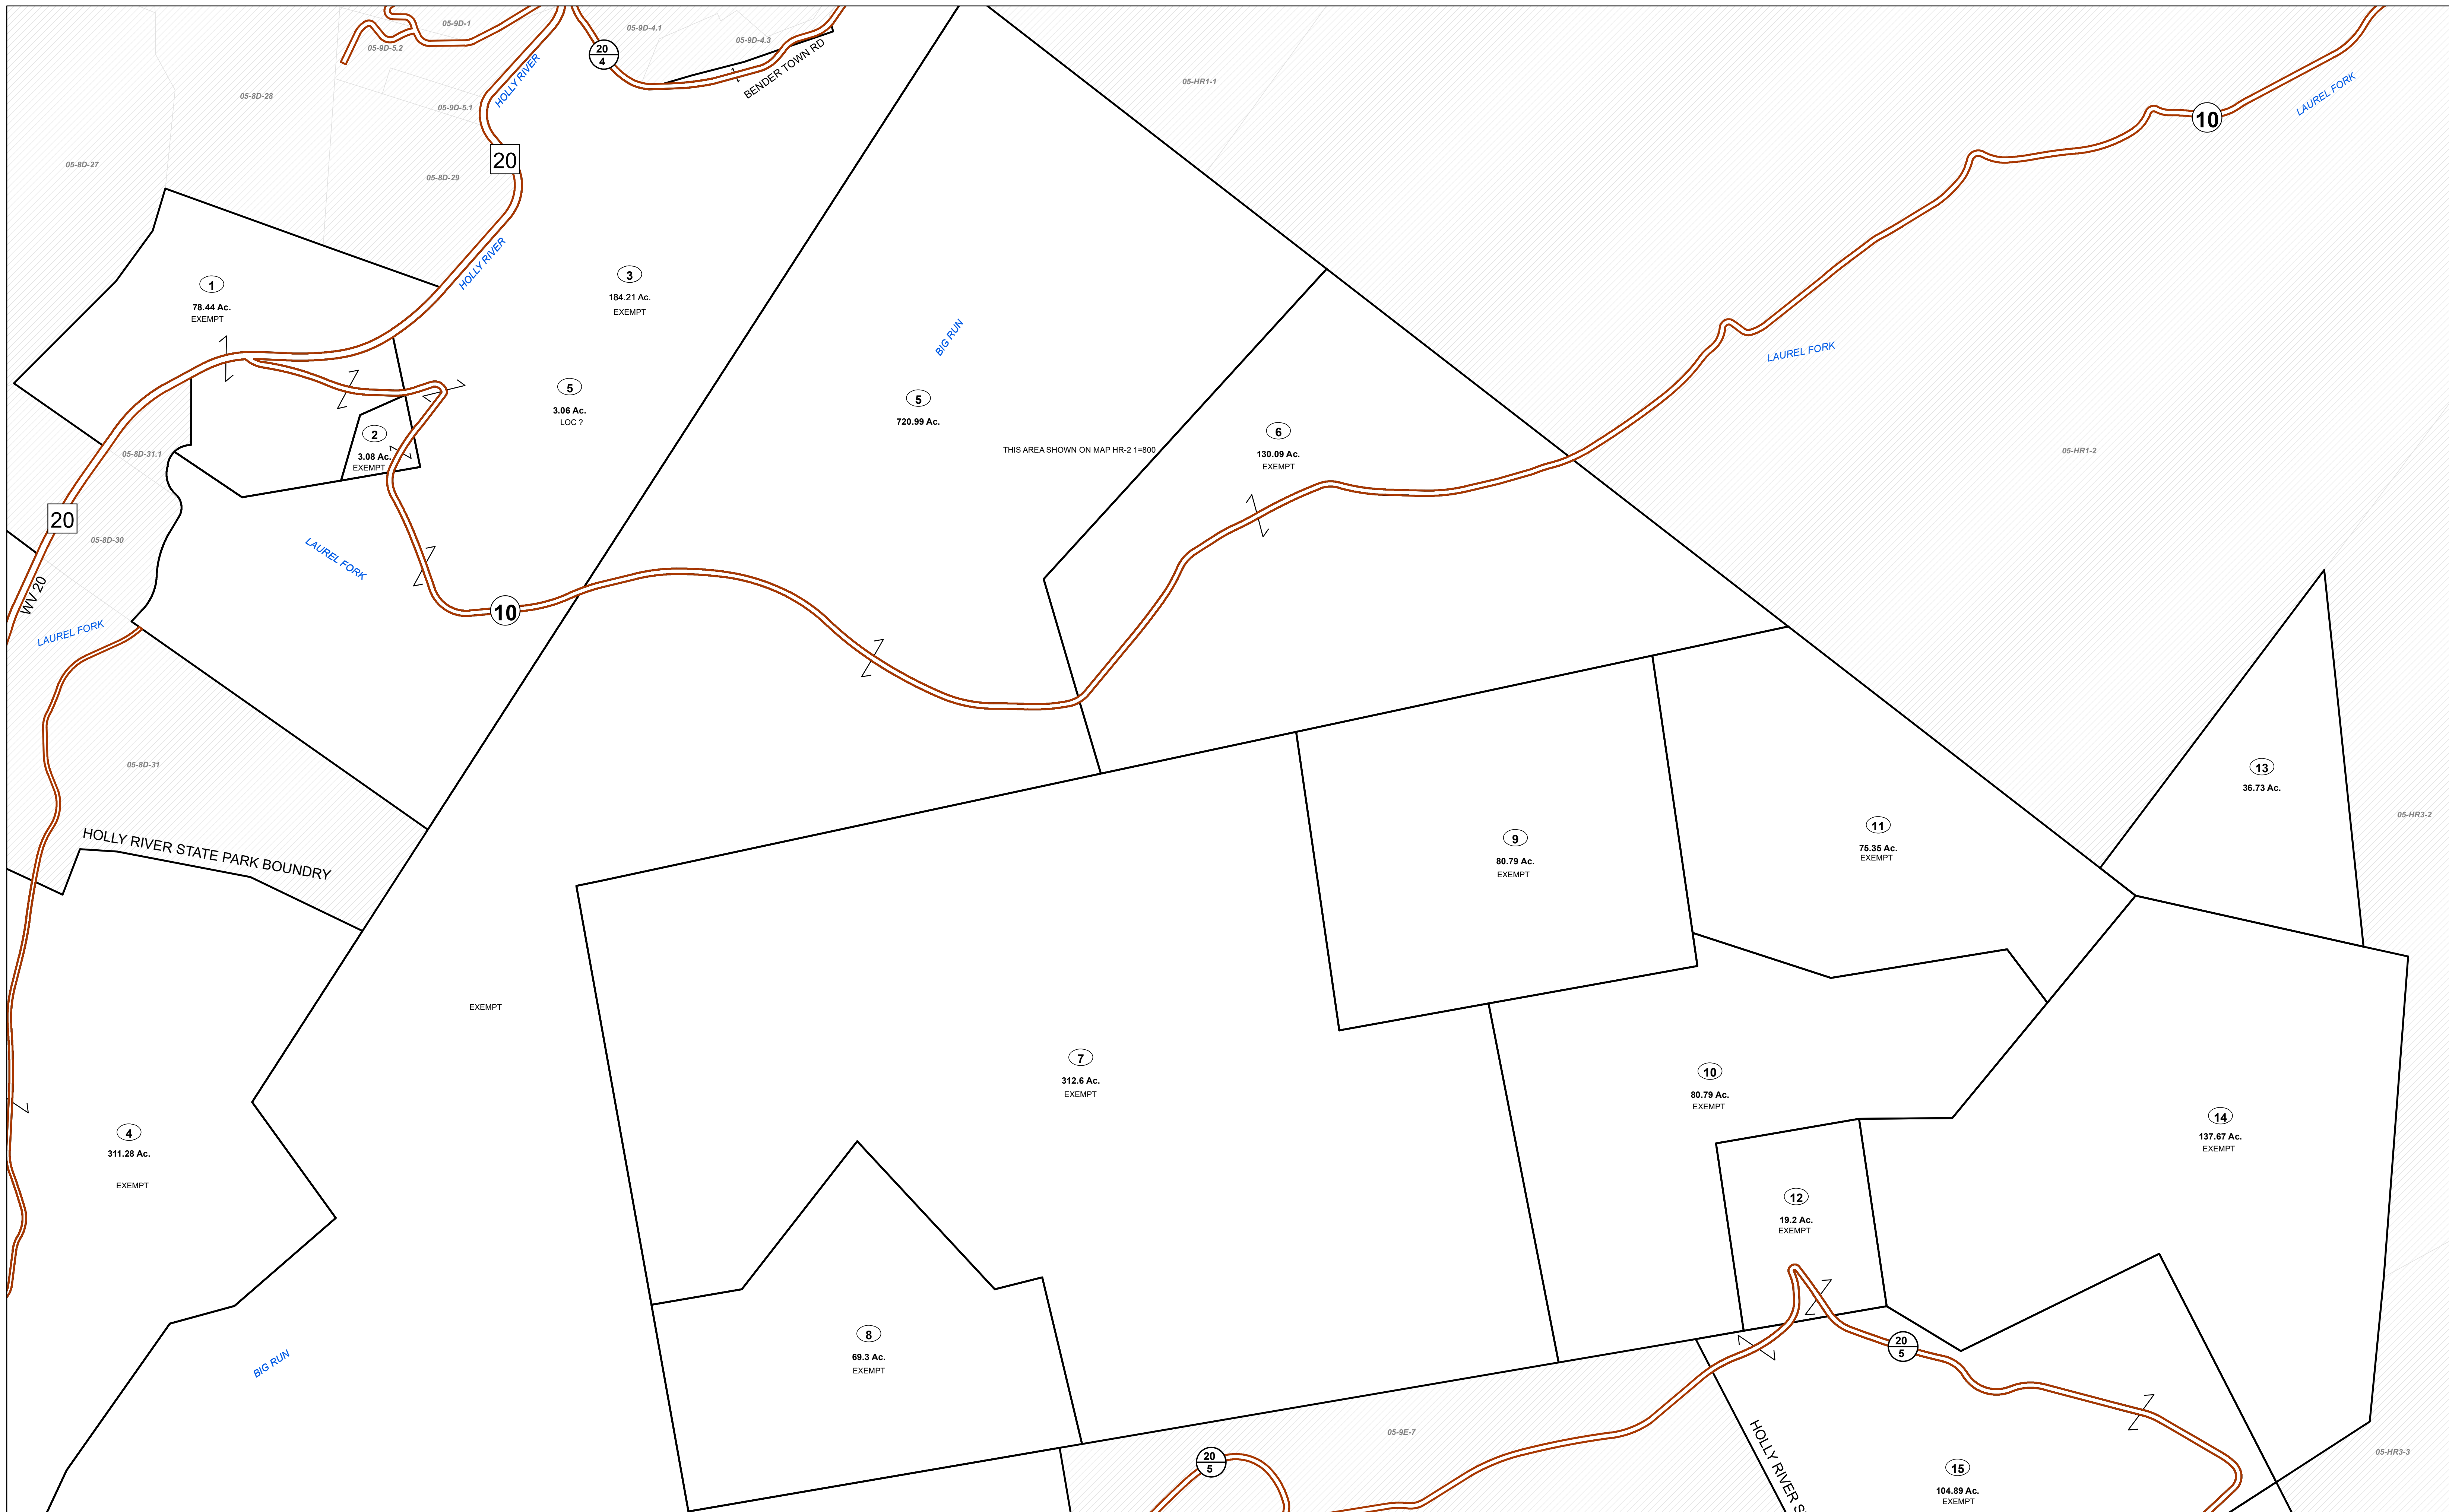 05-9D-1
05-9D-4.1
05-9D-4.3
05-9D-5.2
20
4
BENDER TOWN RD
HOLLY RIVER
05-HR1-1
LAUREL FORK
05-8D-28
05-9D-5.1
10
20
05-8D-27
05-8D-29
HOLLY RIVER
1
78.44 Ac.
EXEMPT
3
184.21 Ac.
EXEMPT
BIG RUN
LAUREL FORK
5
3.06 Ac.
LOC ?
5
720.99 Ac.
THIS AREA SHOWN ON MAP HR-2 1=800
6
130.09 Ac.
EXEMPT
05-HR1-2
2
3.08 Ac.
EXEMPT
05-8D-31.1
20
05-8D-30
LAUREL FORK
WV 20
10
LAUREL FORK
05-8D-31
13
36.73 Ac.
05-HR3-2
HOLLY RIVER STATE PARK BOUNDRY
9
80.79 Ac.
EXEMPT
11
75.35 Ac.
EXEMPT
EXEMPT
7
312.6 Ac.
EXEMPT
10
80.79 Ac.
EXEMPT
4
311.28 Ac.
EXEMPT
14
137.67 Ac.
EXEMPT
12
19.2 Ac.
EXEMPT
8
69.3 Ac.
EXEMPT
BIG RUN
20
5
05-9E-7
HOLLY RIVER S
20
5
05-HR3-3
15
104.89 Ac.
EXEMPT